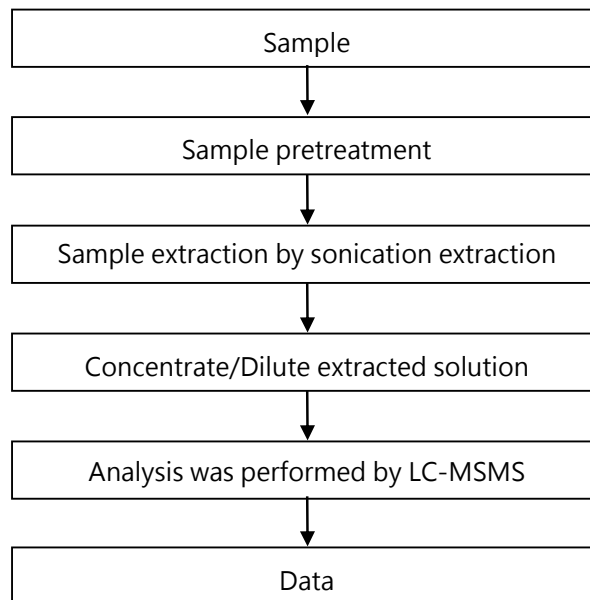 Sample
Sample pretreatment
Sample extraction by sonication extraction
Concentrate/Dilute extracted solution
Analysis was performed by LC-MSMS
Data